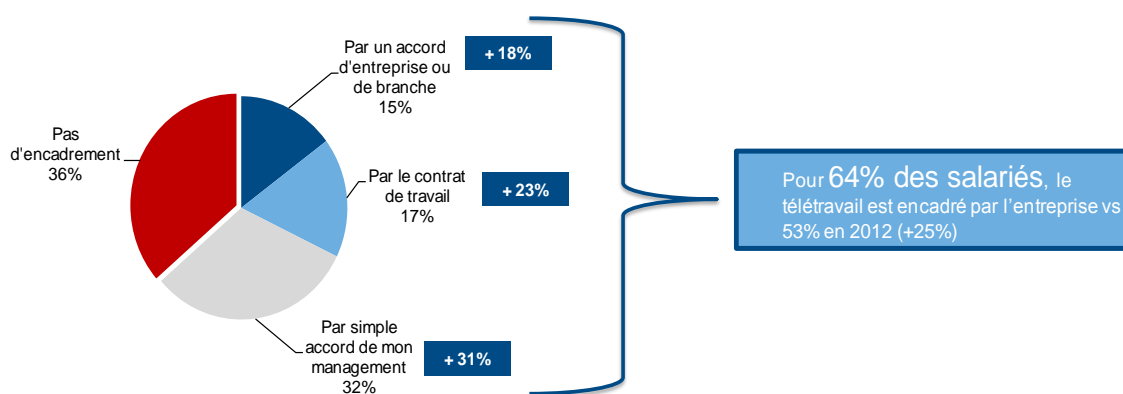 Par un accord
d'entreprise ou
de branche
15%
+ 18%
Pas
d'encadrement
36%
Par le contrat
de travail
17%
+ 23%
Par simple
accord de mon
management
32%
+ 31%
Pour 64% des salariés, le
télétravail est encadré par l’entreprise vs
53% en 2012 (+25%)